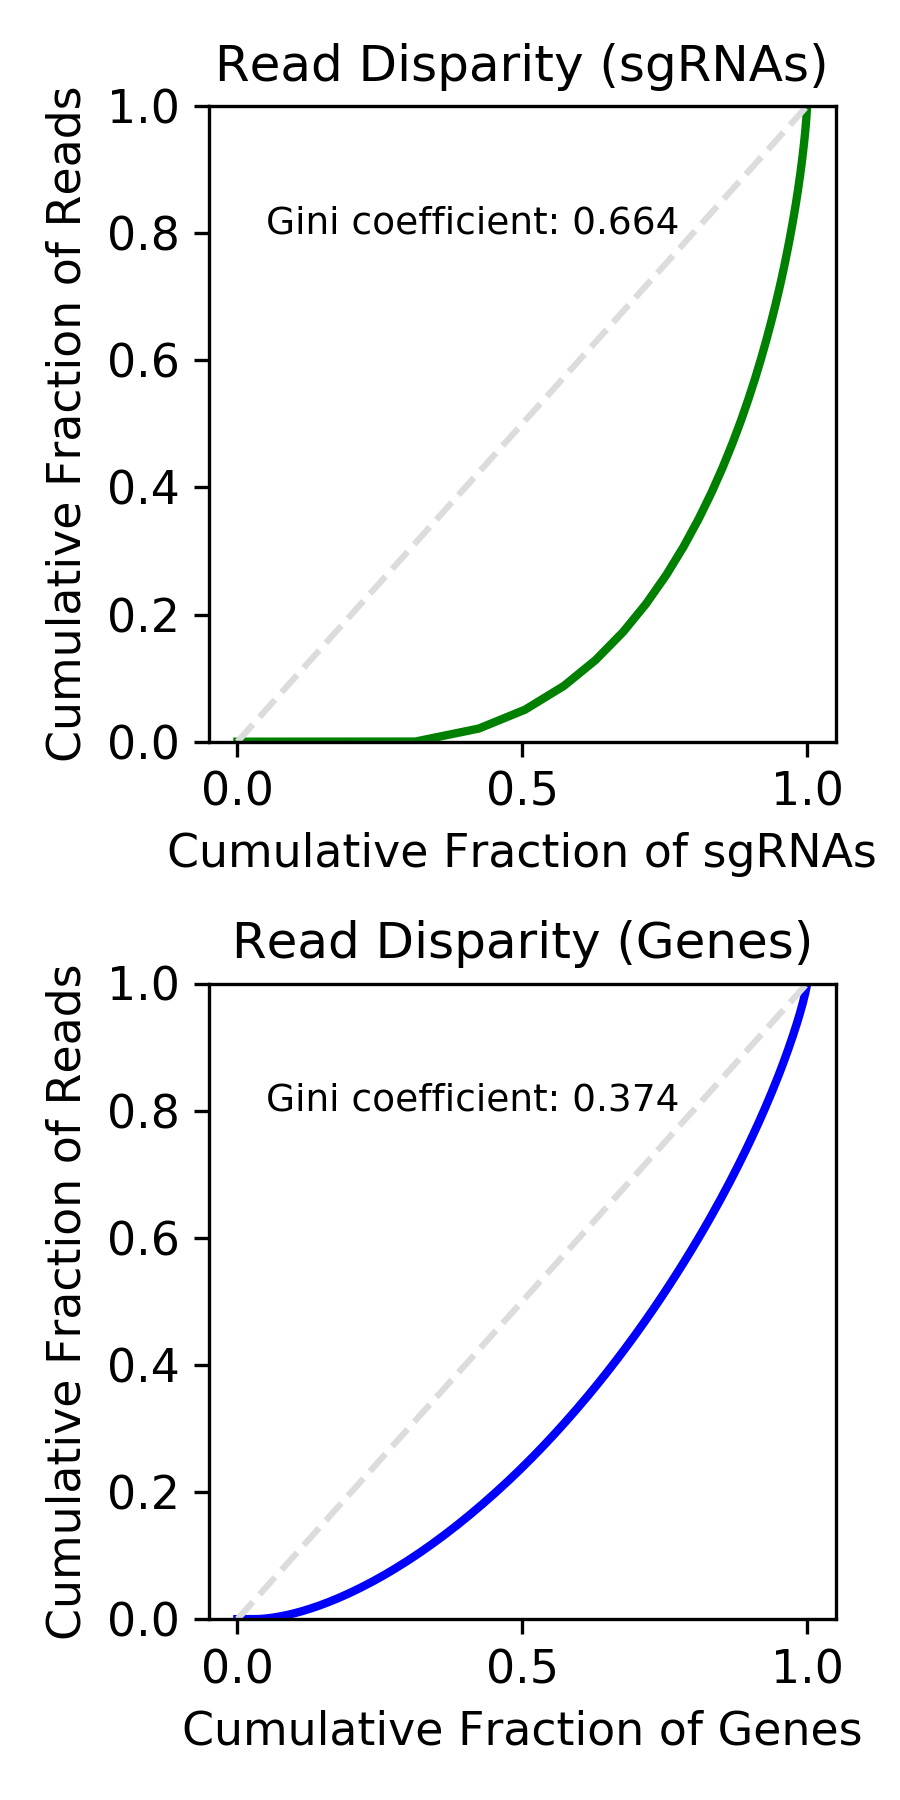 Read Disparity (sgRNAs)
Cumulative Fraction of Reads
1.0
0.8
0.6
0.4
0.2
0.0
Gini coefficient: 0.664
0.0 0.5 1.0
Cumulative Fraction of sgRNAs
Read Disparity (Genes)
Cumulative Fraction of Reads
1.0
0.8
0.6
0.4
0.2
0.0
Gini coefficient: 0.374
0.0 0.5 1.0
Cumulative Fraction of Genes